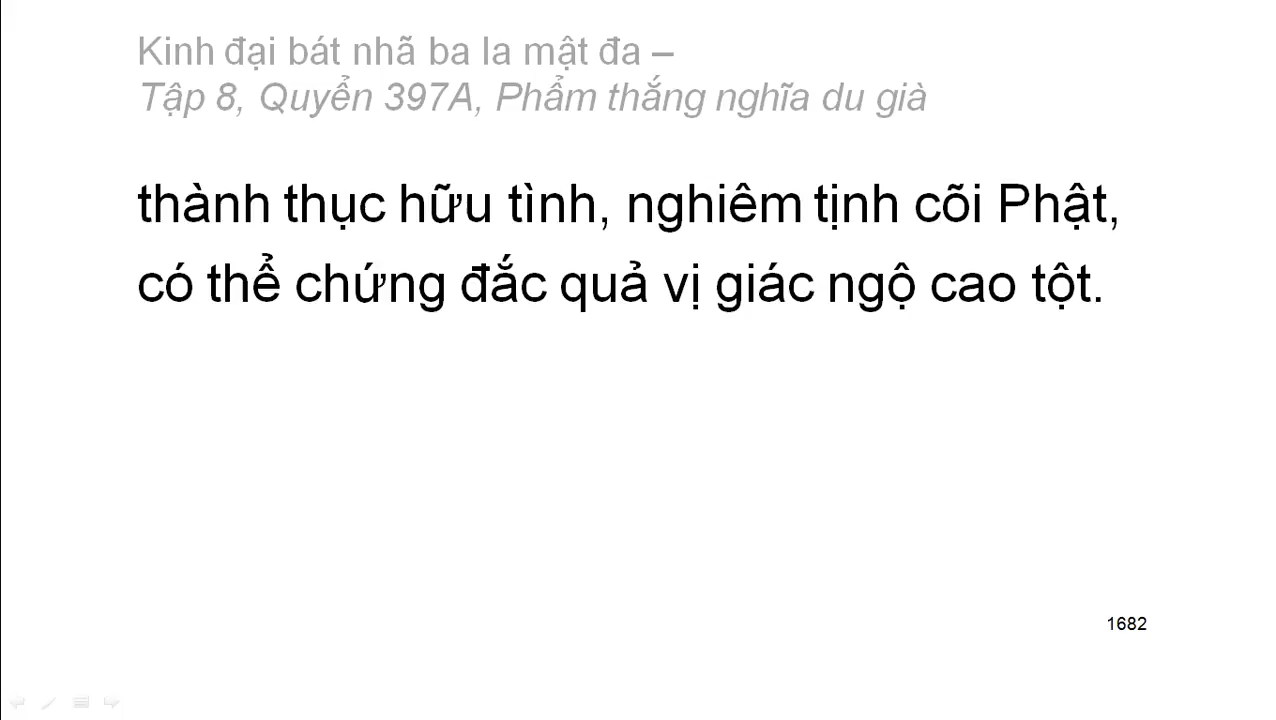 Kinh đại bát nhã ba la mật đa –
Tập 8, Quyển 397A, Phẩm thắng nghĩa du già
thành thục hữu tình, nghiêm tịnh cõi Phật,
có thể chứng đắc quả vị giác ngộ cao tột.
1682